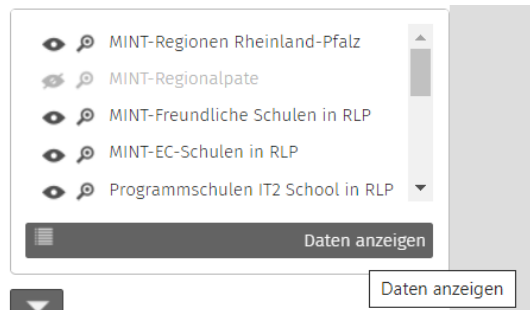 MINT-Regionen Rheinland-Pfalz
MINT-Regionalpate
MINT-Freundliche Schulen in RLP
MINT-EC-Schulen in RLP
Programmschulen IT2 School in RLP
Daten anzeigen
Daten anzeigen